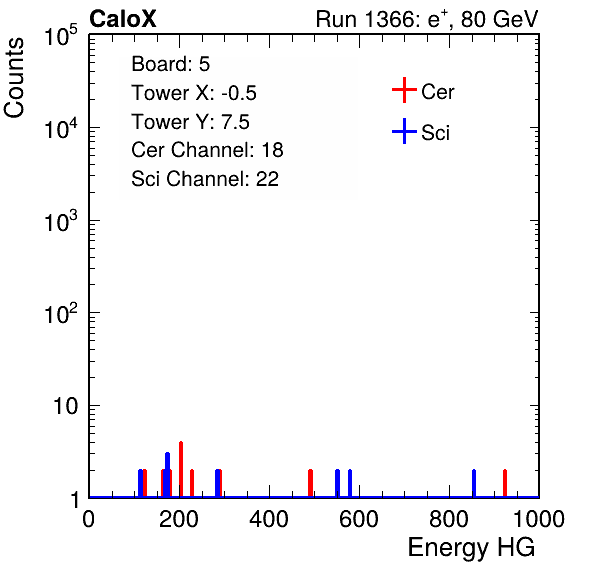 CaloX Run 1366: e⁺, 80 GeV
Counts
Board: 5
Tower X: -0.5
Tower Y: 7.5
Cer Channel: 18
Sci Channel: 22
Cer
Sci
10⁵
10⁴
10³
10²
10
1
0 200 400 600 800 1000
Energy HG